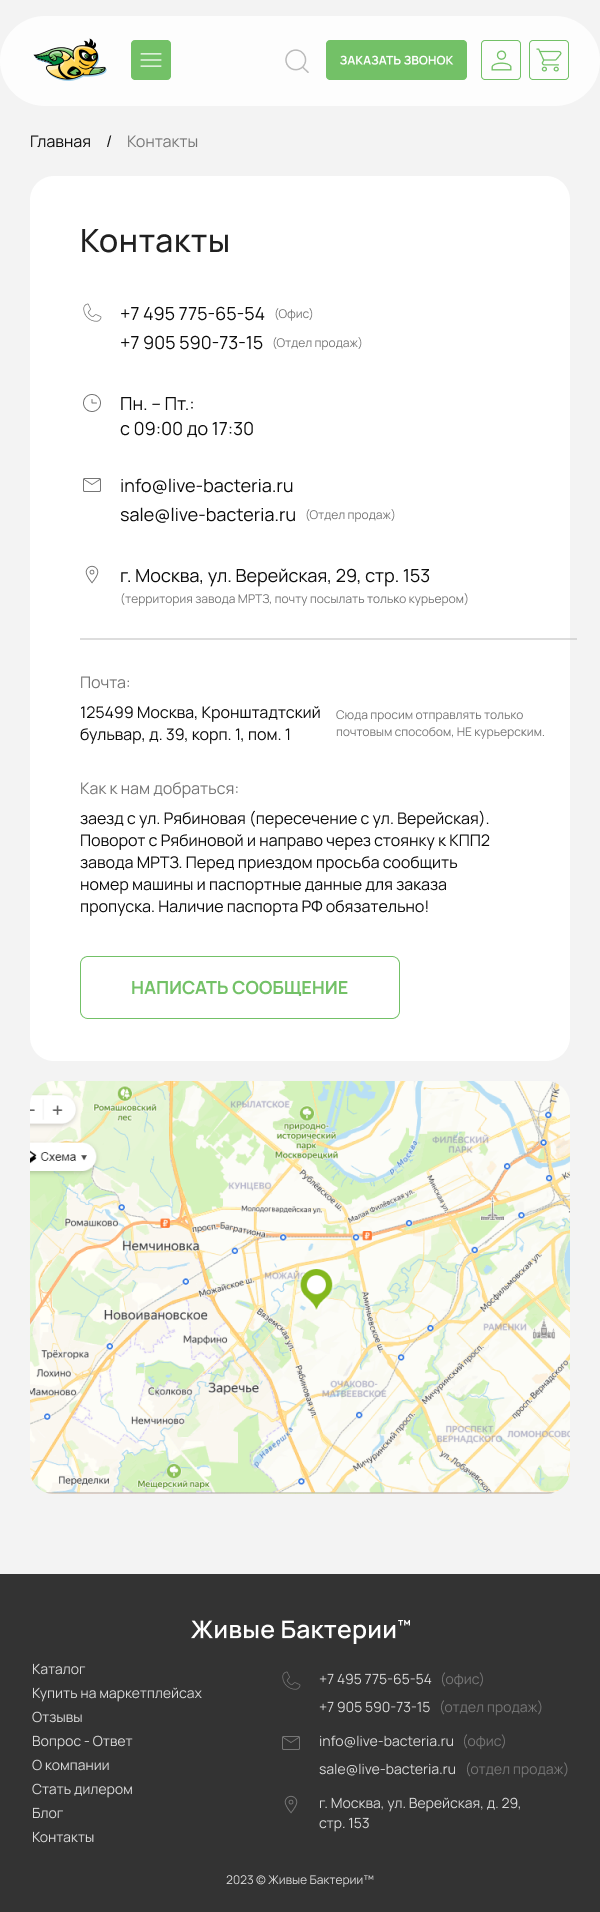 ЗАКАЗАТЬ ЗВОНОК
Главная / Контакты
Контакты
+7 495 775-65-54 (Офис)
+7 905 590-73-15 (Отдел продаж)
Пн. – Пт.:
с 09:00 до 17:30
info@live-bacteria.ru
sale@live-bacteria.ru (Отдел продаж)
г. Москва, ул. Верейская, 29, стр. 153
(территория завода МРТЗ, почту посылать только курьером)
Почта:
125499 Москва, Кронштадтский
бульвар, д. 39, корп. 1, пом. 1
Сюда просим отправлять только
почтовым способом, НЕ курьерским.
Как к нам добраться:
заезд с ул. Рябиновая (пересечение с ул. Верейская).
Поворот с Рябиновой и направо через стоянку к КПП2
завода МРТЗ. Перед приездом просьба сообщить
номер машины и паспортные данные для заказа
пропуска. Наличие паспорта РФ обязательно!
НАПИСАТЬ СООБЩЕНИЕ
Ромашковский
лес
КРЫЛАТСКОЕ
ТТК
природно-
исторический
парк
Москворецкий
ФИЛЁВСКИЙ
ПАРК
р. Москва
Схема
КУНЦЕВО
Рублёвское ш.
Минская ул.
Молодогвардейская ул.
Малая Филёвская ул.
Ромашково
просп. Багратиона
Немчиновка
Можайское ш.
МОЖАЙ
Мосфильмовская ул.
Новоивановское
Вяземская ул.
Аминьевское ш.
РАМЕНКИ
Марфино
Трёхгорка
Лохино
Мамоново
Сколково
Заречье
Рябиновая ул.
ОЧАКОВО-
МАТВЕЕВСКОЕ
Мичуринский просп.
просп. Вернадского
Немчиново
р. Навершка
Мичуринский просп.
ПРОСПЕКТ
ВЕРНАДСКОГО
ЛОМОНОСОВО
ул. Лобачевского
Переделки
Мещерский парк
Живые Бактерии™
Каталог
Купить на маркетплейсах
Отзывы
Вопрос - Ответ
О компании
Стать дилером
Блог
Контакты
+7 495 775-65-54 (офис)
+7 905 590-73-15 (отдел продаж)
info@live-bacteria.ru (офис)
sale@live-bacteria.ru (отдел продаж)
г. Москва, ул. Верейская, д. 29,
стр. 153
2023 © Живые Бактерии™